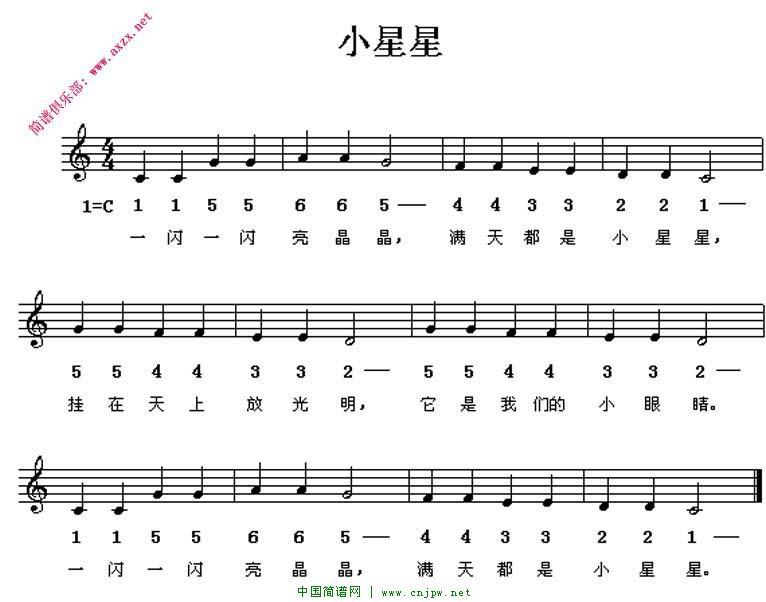 小星星
简谱俱乐部：www.axzx.net
1=C 1 1 5 5 6 6 5 — 4 4 3 3 2 2 1 —
一闪一闪 亮晶晶， 满天都是 小星星，
5 5 4 4 3 3 2 — 5 5 4 4 3 3 2 —
挂在天上 放光明， 它是我们的 小眼睛。
1 1 5 5 6 6 5 — 4 4 3 3 2 2 1 —
一闪一闪 亮晶晶， 满天都是 小星星。
中国简谱网 | www.cnjpw.net